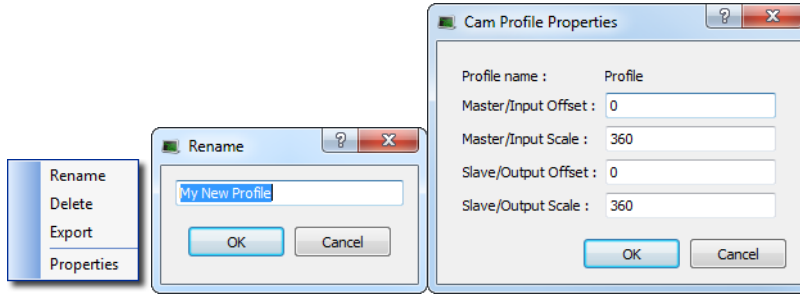 Rename
Delete
Export
Properties
Rename
My New Profile
OK Cancel
Cam Profile Properties
Profile name : Profile
Master/Input Offset : 0
Master/Input Scale : 360
Slave/Output Offset : 0
Slave/Output Scale : 360
OK Cancel